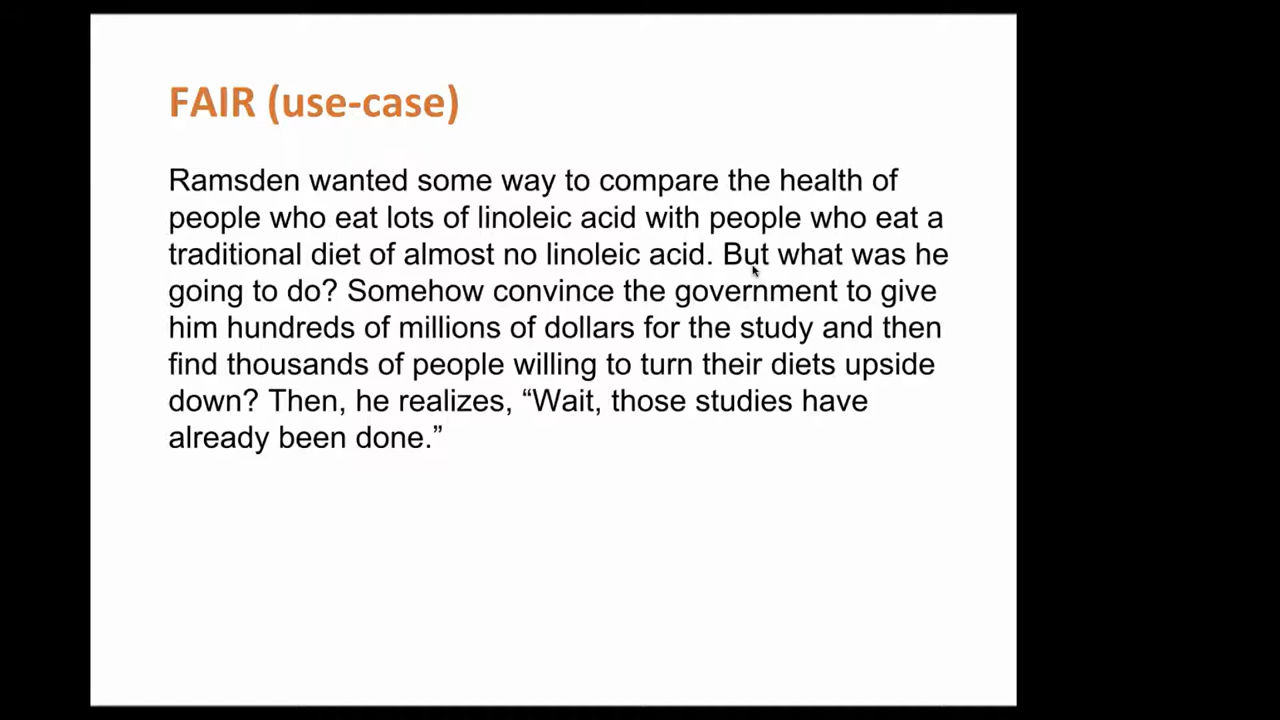 FAIR (use-case)
Ramsden wanted some way to compare the health of
people who eat lots of linoleic acid with people who eat a
traditional diet of almost no linoleic acid. But what was he
going to do? Somehow convince the government to give
him hundreds of millions of dollars for the study and then
find thousands of people willing to turn their diets upside
down? Then, he realizes, “Wait, those studies have
already been done.”